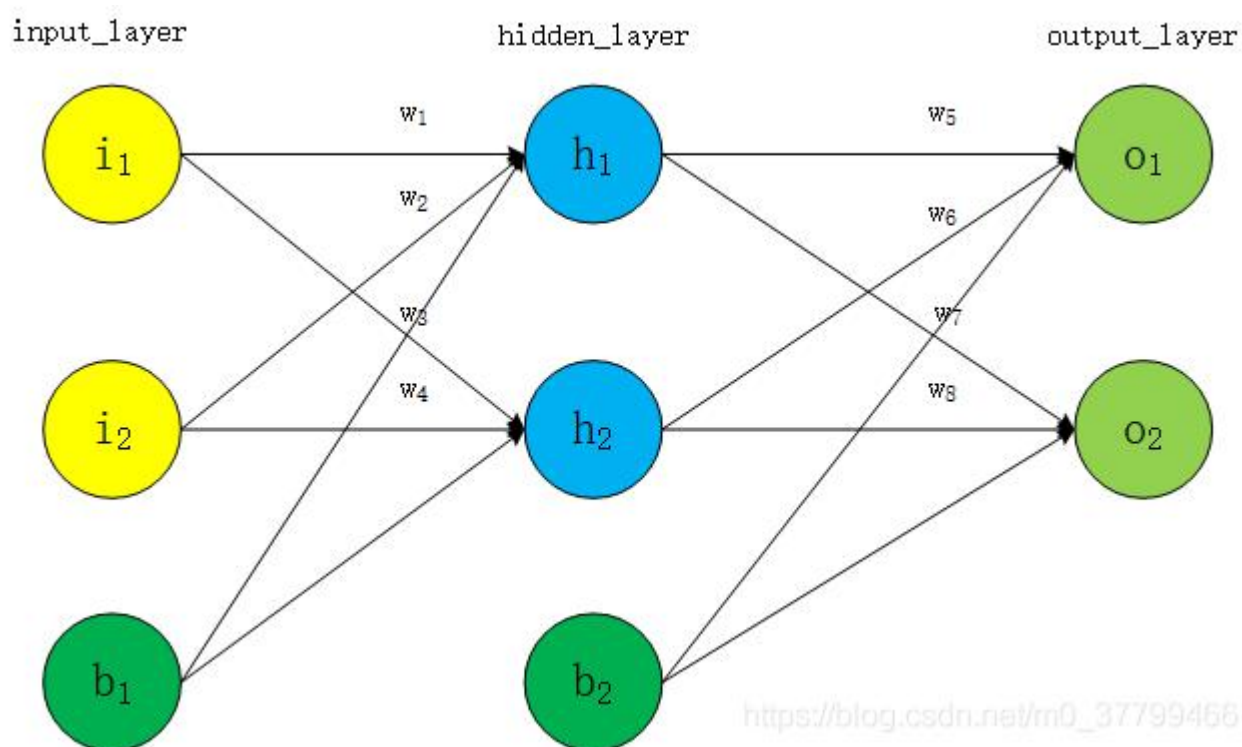 input_layer hidden_layer output_layer
w₁ w₅
i₁ h₁ o₁
w₂ w₆
w₃ w₇
w₄ w₈
i₂ h₂ o₂
b₁ b₂
https://blog.csdn.net/m0_37799466